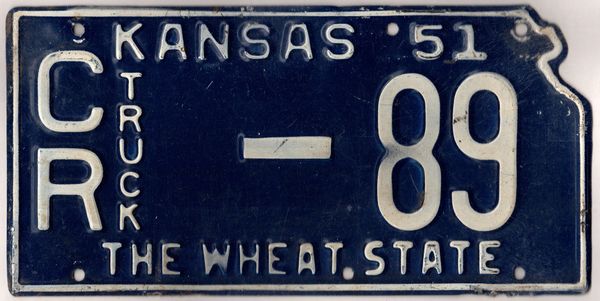 KANSAS 51
CR
TRUCK
- 89
THE WHEAT STATE